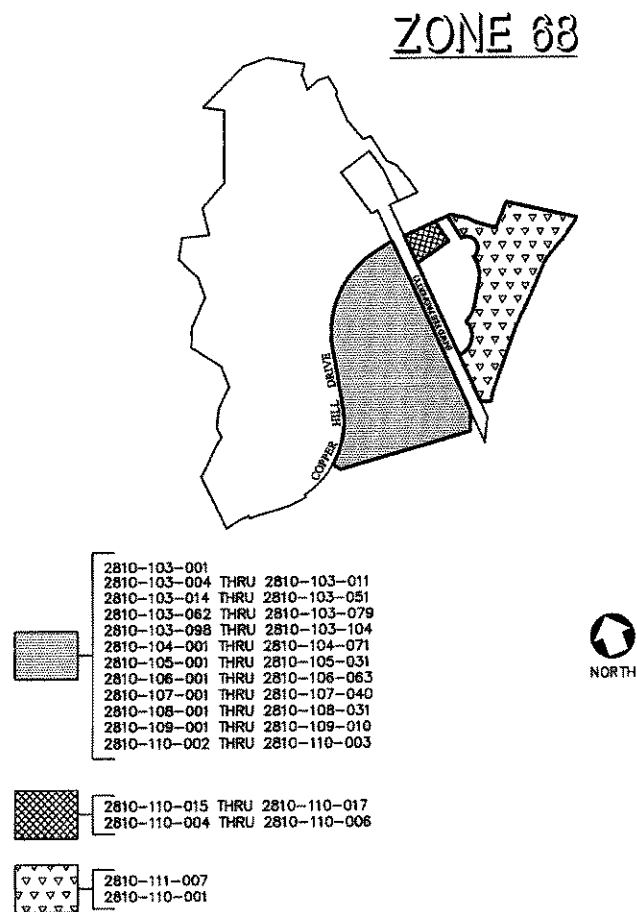 ZONE 68
(LADWP FEE PROPERTY)
COPPER HILL DRIVE
2810-103-001
2810-103-004 THRU 2810-103-011
2810-103-014 THRU 2810-103-051
2810-103-062 THRU 2810-103-079
2810-103-098 THRU 2810-103-104
2810-104-001 THRU 2810-104-071
2810-105-001 THRU 2810-105-031
2810-106-001 THRU 2810-106-063
2810-107-001 THRU 2810-107-040
2810-108-001 THRU 2810-108-031
2810-109-001 THRU 2810-109-010
2810-110-002 THRU 2810-110-003
NORTH
2810-110-015 THRU 2810-110-017
2810-110-004 THRU 2810-110-006
2810-111-007
2810-110-001